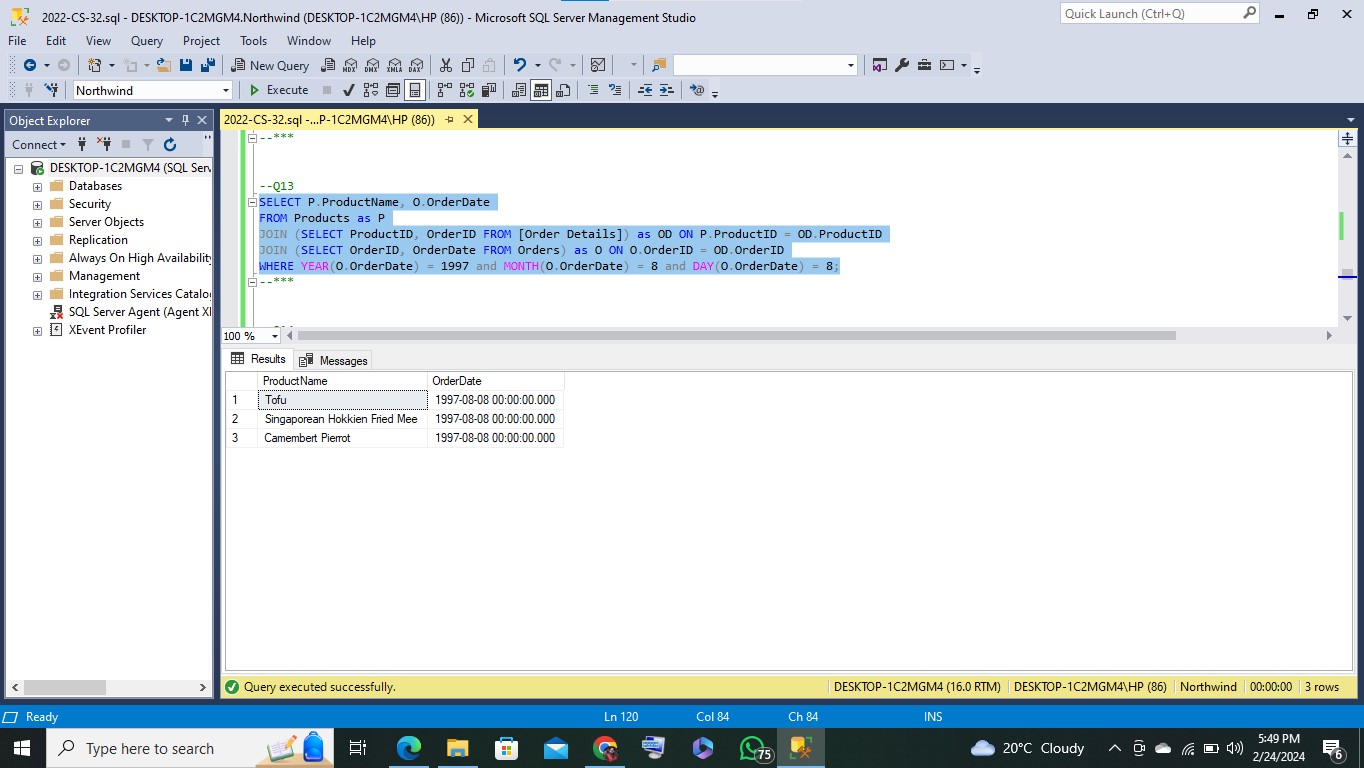 2022-CS-32.sql - DESKTOP-1C2MGM4.Northwind (DESKTOP-1C2MGM4\HP (86)) - Microsoft SQL Server Management Studio
Quick Launch (Ctrl+Q)
File Edit View Query Project Tools Window Help
New Query MDX DMX XMLA DAX
Northwind Execute
Object Explorer
2022-CS-32.sql -...P-1C2MGM4\HP (86))
Connect
DESKTOP-1C2MGM4 (SQL Serv
Databases
Security
Server Objects
Replication
Always On High Availability
Management
Integration Services Catalo
SQL Server Agent (Agent XI
XEvent Profiler
--***
--Q13
SELECT P.ProductName, O.OrderDate
FROM Products as P
JOIN (SELECT ProductID, OrderID FROM [Order Details]) as OD ON P.ProductID = OD.ProductID
JOIN (SELECT OrderID, OrderDate FROM Orders) as O ON O.OrderID = OD.OrderID
WHERE YEAR(O.OrderDate) = 1997 and MONTH(O.OrderDate) = 8 and DAY(O.OrderDate) = 8;
--***
100 %
Results Messages
ProductName OrderDate
1 Tofu 1997-08-08 00:00:00.000
2 Singaporean Hokkien Fried Mee 1997-08-08 00:00:00.000
3 Camembert Pierrot 1997-08-08 00:00:00.000
Query executed successfully.
DESKTOP-1C2MGM4 (16.0 RTM) DESKTOP-1C2MGM4\HP (86) Northwind 00:00:00 3 rows
Ready Ln 120 Col 84 Ch 84 INS
Type here to search
75
20°C Cloudy
5:49 PM
2/24/2024
6